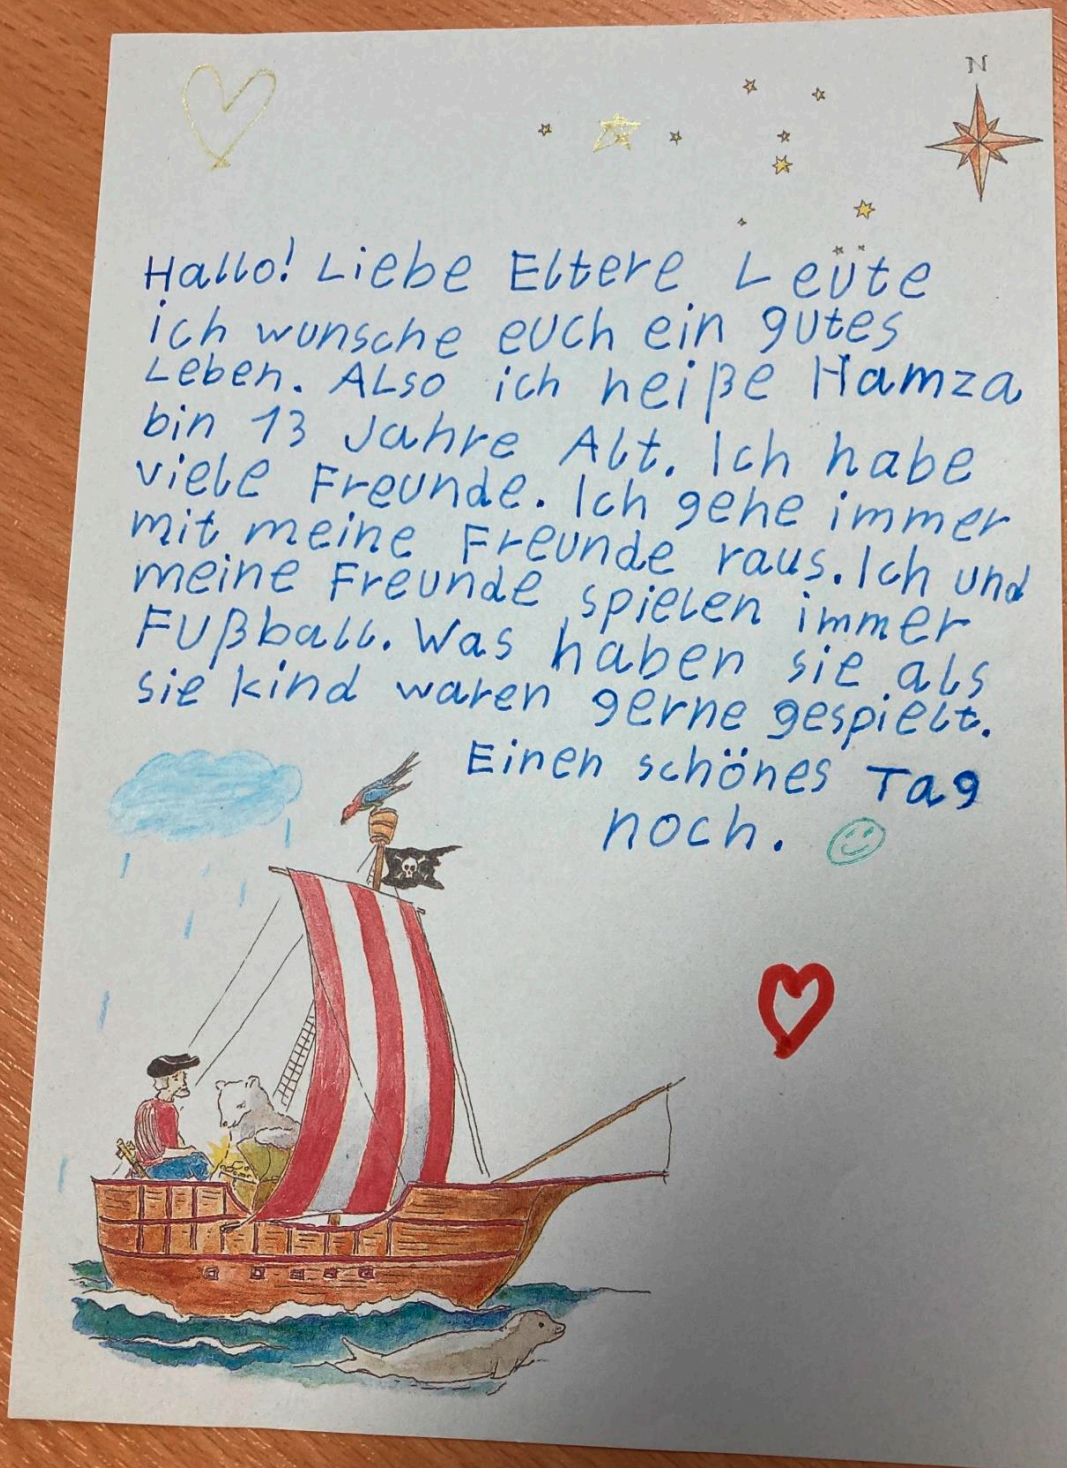 N
Hallo! Liebe Eltere Leüte
ich wunsche euch ein gutes
Leben. Also ich heiße Hamza
bin 13 Jahre Alt. Ich habe
viele Freunde. Ich gehe immer
mit meine Freunde raus. Ich und
meine Freunde spielen immer
Fußball. Was haben sie als
sie kind waren gerne gespielt.
Einen schönes Tag
noch.